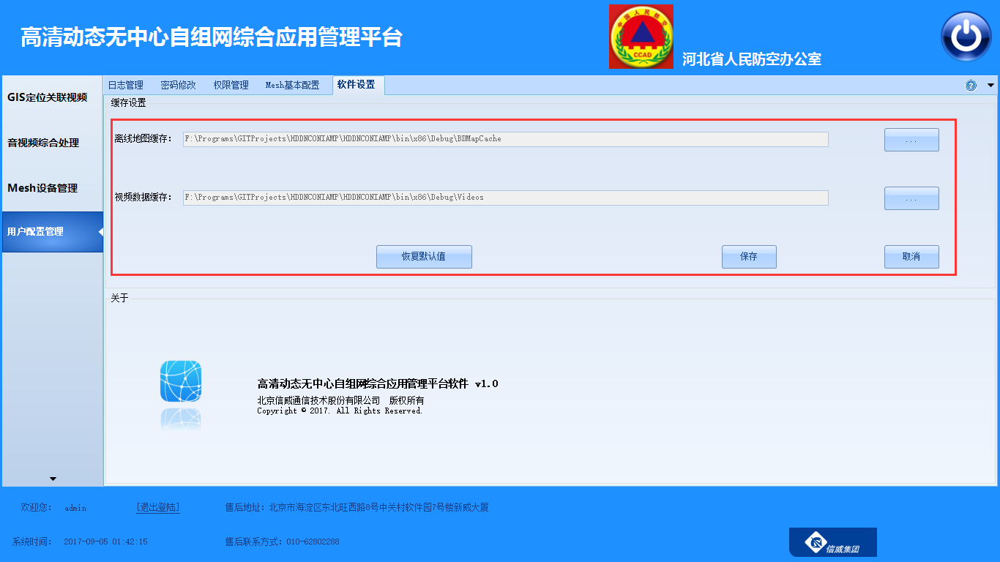 高清动态无中心自组网综合应用管理平台
中国人民防空
CCAD
河北省人民防空办公室
GIS定位关联视频
音视频综合处理
Mesh设备管理
用户配置管理
日志管理 密码修改 权限管理 Mesh基本配置 软件设置
?
缓存设置
离线地图缓存： F:\Programs\GITProjects\HDDNCONIAMP\HDDNCONIAMP\bin\x86\Debug\BDMapCache ...
视频数据缓存： F:\Programs\GITProjects\HDDNCONIAMP\HDDNCONIAMP\bin\x86\Debug\Videos ...
恢复默认值 保存 取消
关于
高清动态无中心自组网综合应用管理平台软件 v1.0
北京信威通信技术股份有限公司 版权所有
Copyright © 2017. All Rights Reserved.
欢迎您： admin [退出登陆] 售后地址：北京市海淀区东北旺西路8号中关村软件园7号楼新威大厦
系统时间： 2017-09-05 01:42:15 售后联系方式：010-62802288
信威集团